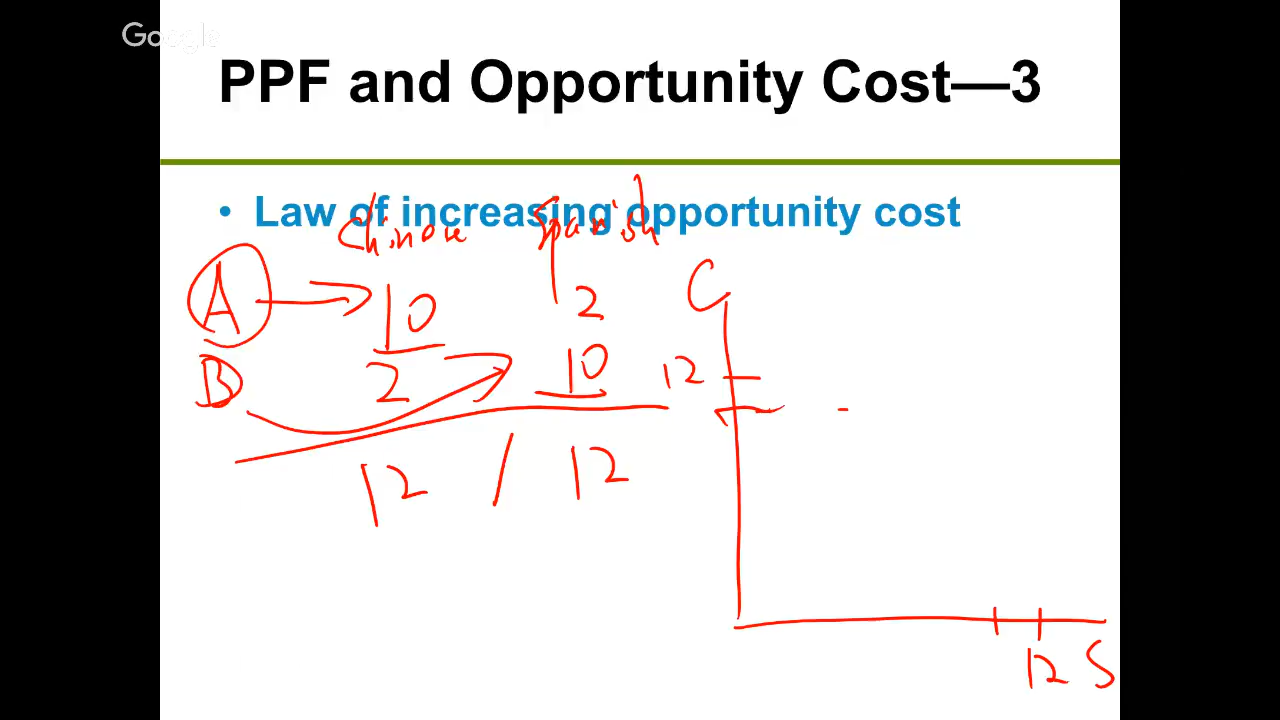 Google
PPF and Opportunity Cost—3
• Law of increasing opportunity cost
Chinese Spanish
A 10 2 C
B 2 10 12
12 / 12
12 S